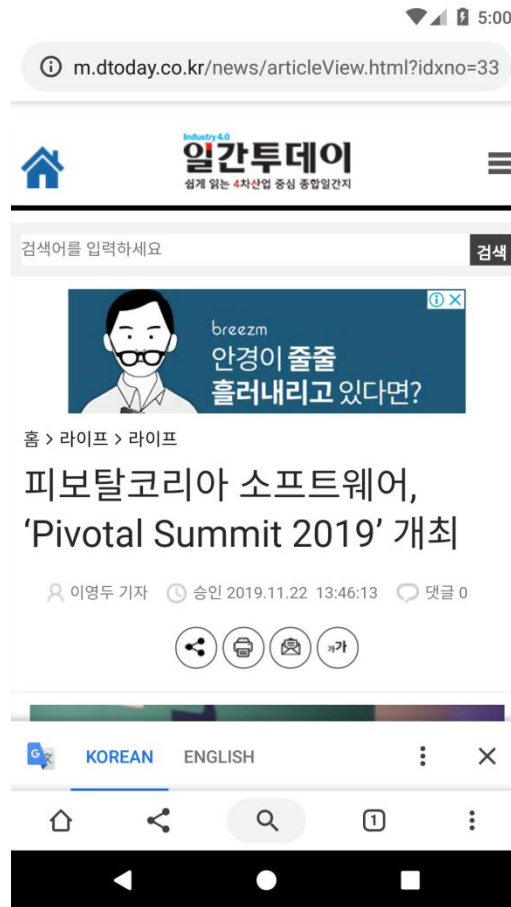 5:00
m.dtoday.co.kr/news/articleView.html?idxno=33
Industry 4.0
일간투데이
쉽게 읽는 4차산업 중심 종합일간지
검색어를 입력하세요
검색
breezm
안경이 줄줄
흘러내리고 있다면?
홈 > 라이프 > 라이프
피보탈코리아 소프트웨어,
‘Pivotal Summit 2019’ 개최
이영두 기자 승인 2019.11.22 13:46:13 댓글 0
가가
KOREAN ENGLISH
1